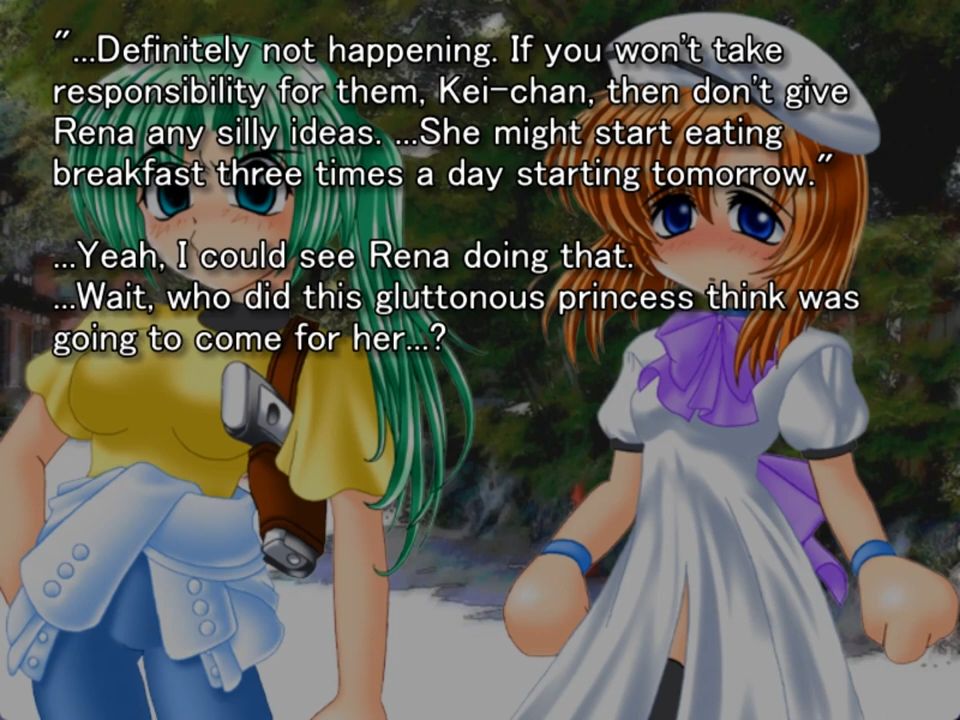 "...Definitely not happening. If you won't take
responsibility for them, Kei-chan, then don't give
Rena any silly ideas. ...She might start eating
breakfast three times a day starting tomorrow."
...Yeah, I could see Rena doing that.
...Wait, who did this gluttonous princess think was
going to come for her...?